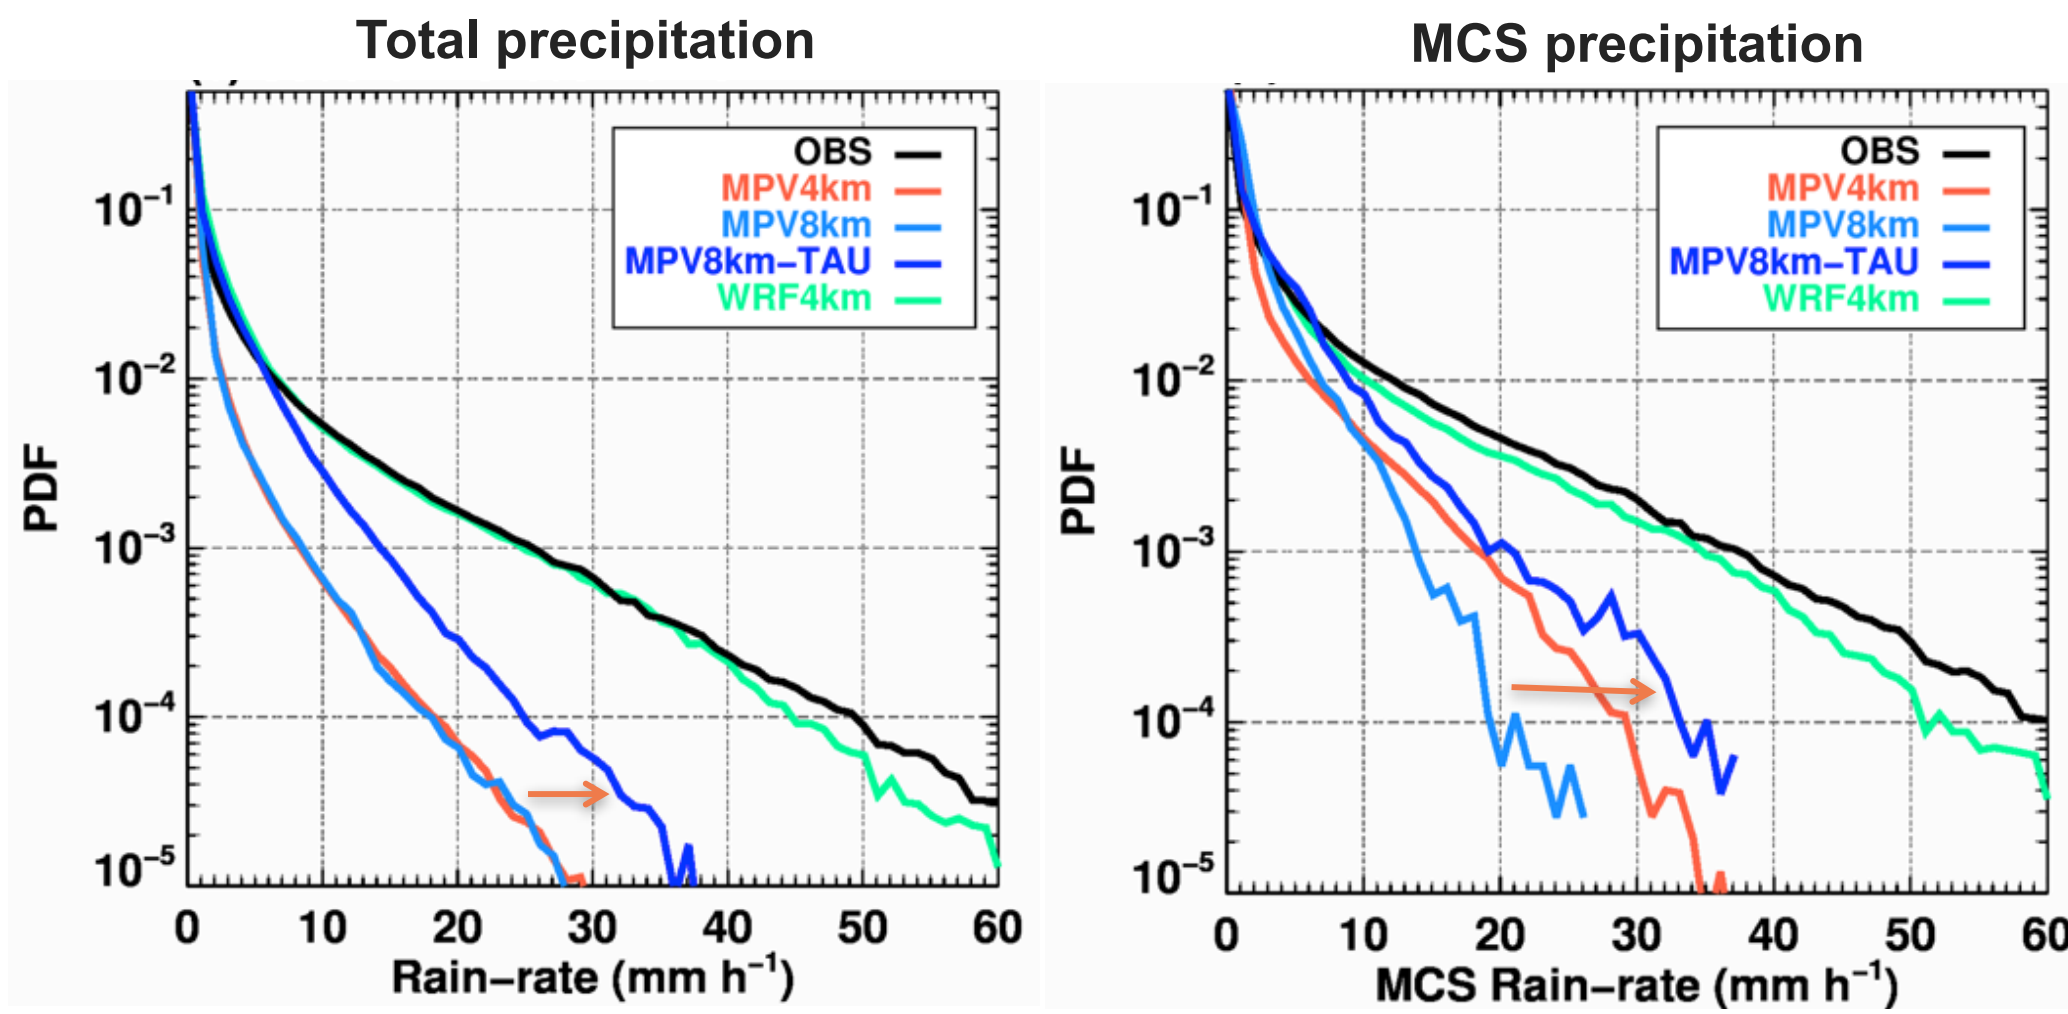 Total precipitation
OBS
MPV4km
MPV8km
MPV8km-TAU
WRF4km
10⁻¹
10⁻²
10⁻³
10⁻⁴
10⁻⁵
PDF
0 10 20 30 40 50 60
Rain-rate (mm h⁻¹)
MCS precipitation
OBS
MPV4km
MPV8km
MPV8km-TAU
WRF4km
10⁻¹
10⁻²
10⁻³
10⁻⁴
10⁻⁵
PDF
0 10 20 30 40 50 60
MCS Rain-rate (mm h⁻¹)